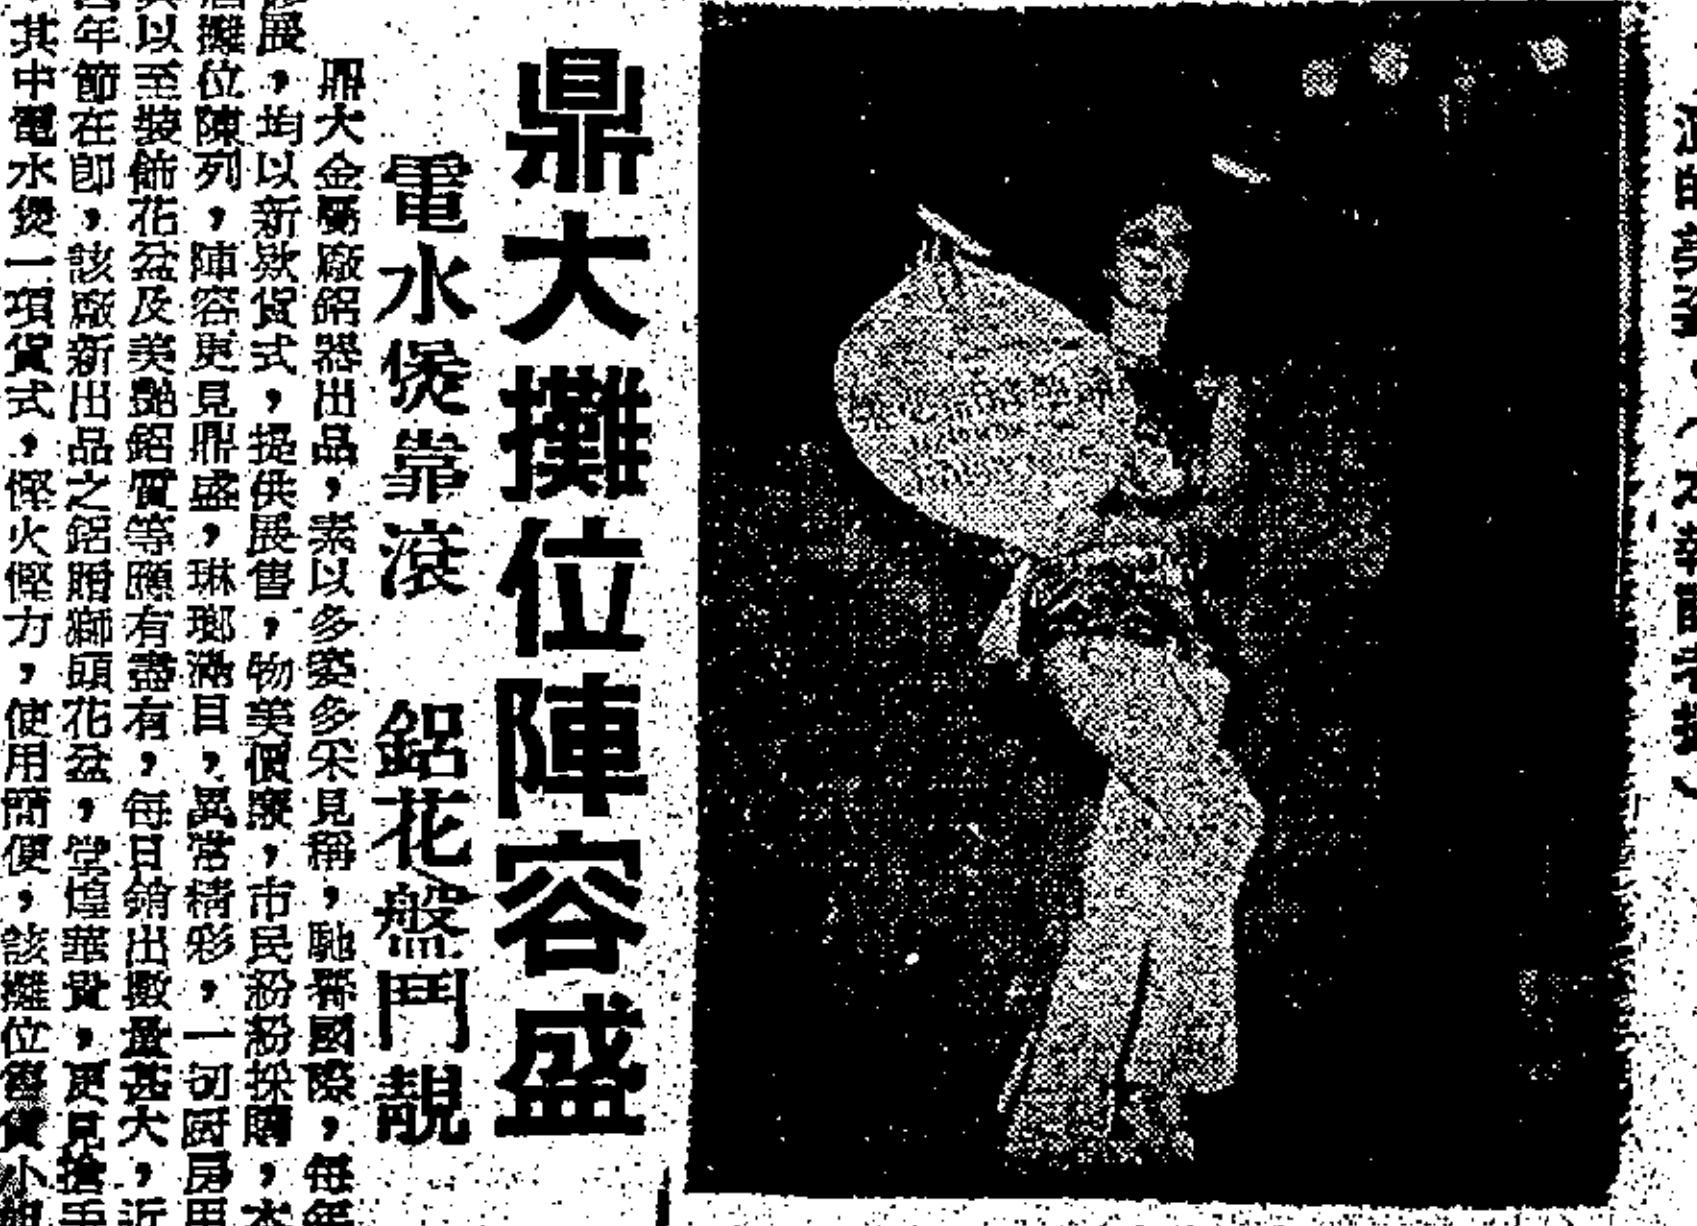 鼎大攤位陣容盛
電水煲靠滾　鋁花盤鬥靚
鼎大金屬廠鋁器出品，素以多姿多采見稱，馳譽國際，每年
展，均以新欵貨式，提供展售，物美價廉，市民紛紛採購，本
攤位陳列，陣容更見鼎盛，琳瑯滿目，異常精彩，一切厨房用
以至裝飾花盆及美艷鋁質等應有盡有，每日銷出數量甚大，近
年節在即，該廠新出品之鋁贈獅頭花盆，堂煌華貴，更見搶手
其中電水煲一項貨式，慳火慳力，使用簡便，該攤位售貨小姐